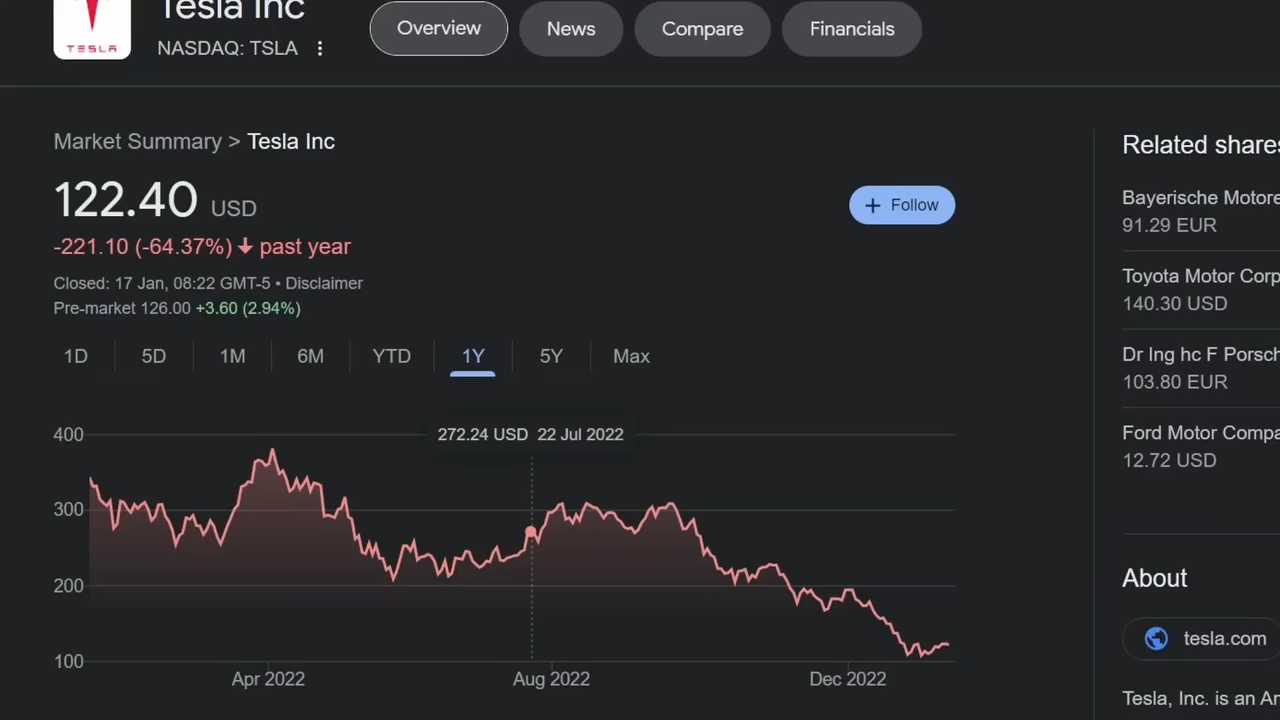 Tesla Inc
TESLA
NASDAQ: TSLA
Overview
News
Compare
Financials
Market Summary > Tesla Inc
122.40 USD
+ Follow
-221.10 (-64.37%) ↓ past year
Closed: 17 Jan, 08:22 GMT-5 • Disclaimer
Pre-market 126.00 +3.60 (2.94%)
1D
5D
1M
6M
YTD
1Y
5Y
Max
272.24 USD 22 Jul 2022
400
300
200
100
Apr 2022
Aug 2022
Dec 2022
Related shares
Bayerische Motore
91.29 EUR
Toyota Motor Corp
140.30 USD
Dr Ing hc F Porsch
103.80 EUR
Ford Motor Compa
12.72 USD
About
tesla.com
Tesla, Inc. is an Am